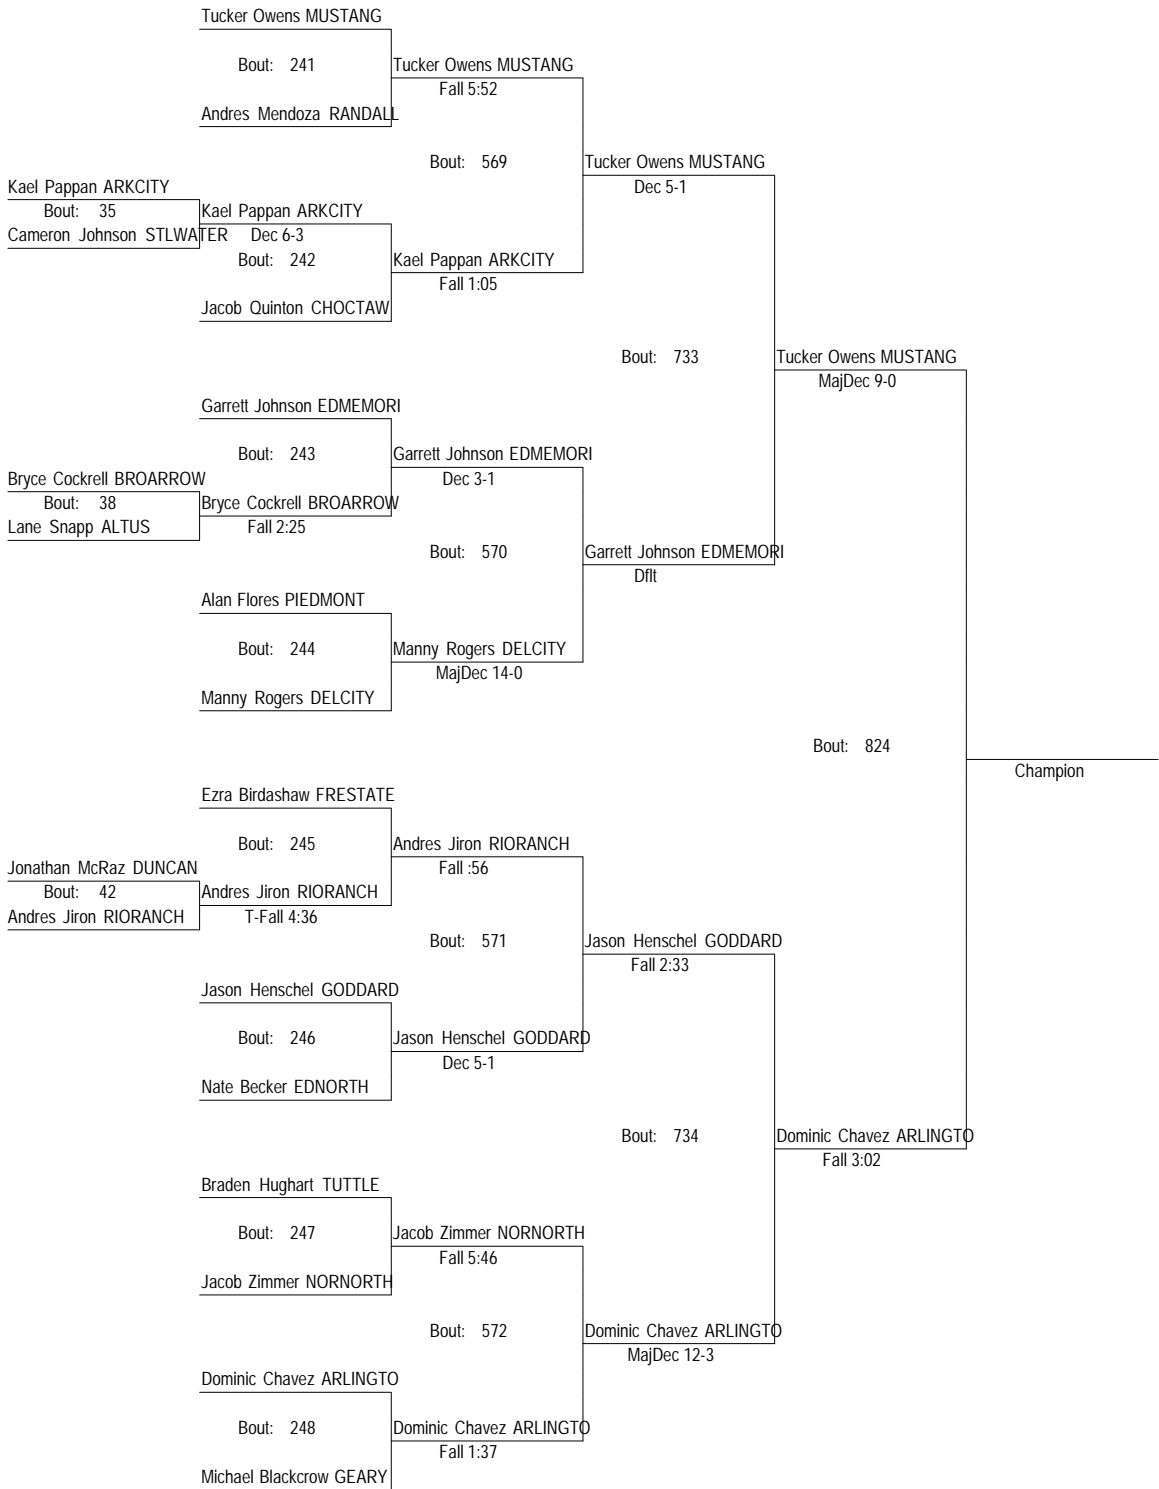 Tucker Owens MUSTANG
Bout: 241
Tucker Owens MUSTANG
Fall 5:52
Andres Mendoza RANDALL
Bout: 569
Tucker Owens MUSTANG
Dec 5-1
Kael Pappan ARKCITY
Bout: 35
Kael Pappan ARKCITY
Cameron Johnson STLWATER
Dec 6-3
Bout: 242
Kael Pappan ARKCITY
Fall 1:05
Jacob Quinton CHOCTAW
Bout: 733
Tucker Owens MUSTANG
MajDec 9-0
Garrett Johnson EDMEMORI
Bout: 243
Garrett Johnson EDMEMORI
Dec 3-1
Bryce Cockrell BROARROW
Bout: 38
Bryce Cockrell BROARROW
Lane Snapp ALTUS
Fall 2:25
Bout: 570
Garrett Johnson EDMEMORI
Dflt
Alan Flores PIEDMONT
Bout: 244
Manny Rogers DELCITY
MajDec 14-0
Manny Rogers DELCITY
Bout: 824
Champion
Ezra Birdashaw FRESTATE
Bout: 245
Andres Jiron RIORANCH
Fall :56
Jonathan McRaz DUNCAN
Bout: 42
Andres Jiron RIORANCH
Andres Jiron RIORANCH
T-Fall 4:36
Bout: 571
Jason Henschel GODDARD
Fall 2:33
Jason Henschel GODDARD
Bout: 246
Jason Henschel GODDARD
Dec 5-1
Nate Becker EDNORTH
Bout: 734
Dominic Chavez ARLINGTO
Fall 3:02
Braden Hughart TUTTLE
Bout: 247
Jacob Zimmer NORNORTH
Fall 5:46
Jacob Zimmer NORNORTH
Bout: 572
Dominic Chavez ARLINGTO
MajDec 12-3
Dominic Chavez ARLINGTO
Bout: 248
Dominic Chavez ARLINGTO
Fall 1:37
Michael Blackcrow GEARY